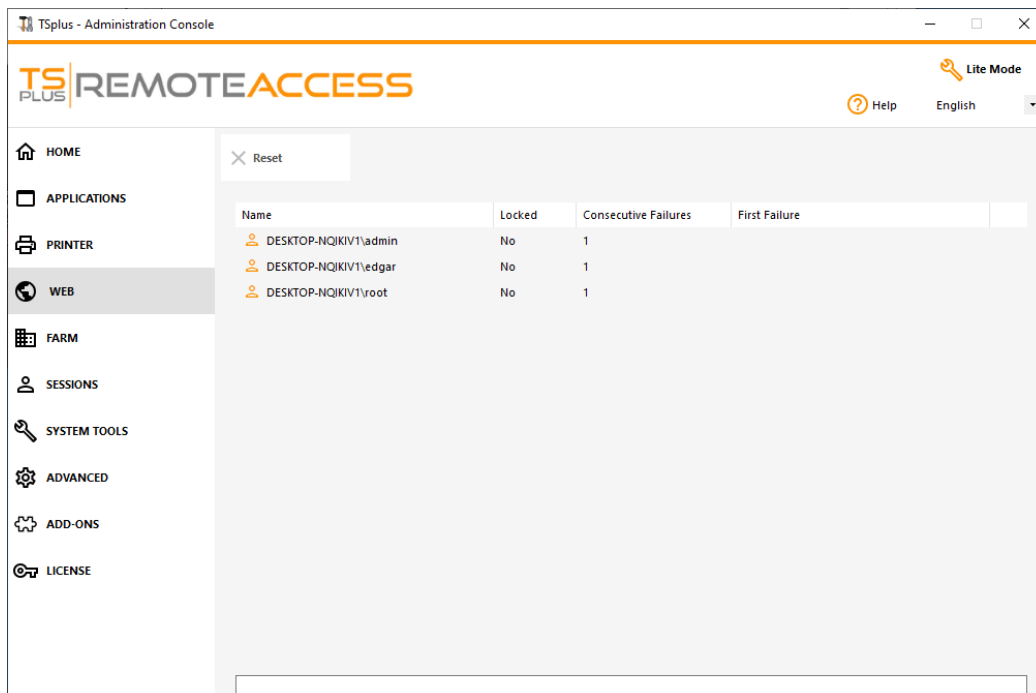 TSplus - Administration Console
TS PLUS REMOTEACCESS
Lite Mode
Help English
HOME
APPLICATIONS
PRINTER
WEB
FARM
SESSIONS
SYSTEM TOOLS
ADVANCED
ADD-ONS
LICENSE
Reset
Name Locked Consecutive Failures First Failure
DESKTOP-NQIKIV1\admin No 1
DESKTOP-NQIKIV1\edgar No 1
DESKTOP-NQIKIV1\root No 1